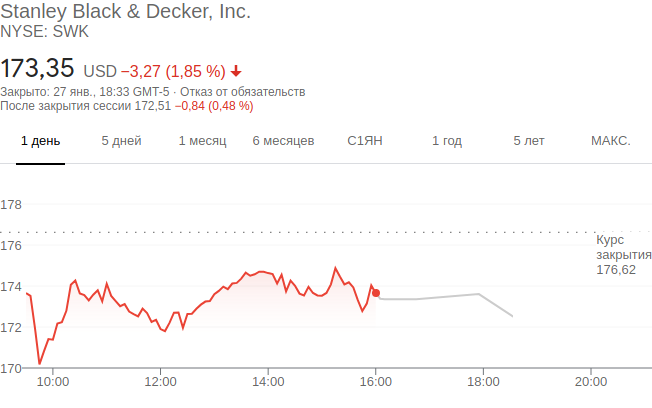 Stanley Black & Decker, Inc.
NYSE: SWK
173,35 USD −3,27 (1,85 %)
Закрыто: 27 янв., 18:33 GMT-5 · Отказ от обязательств
После закрытия сессии 172,51 −0,84 (0,48 %)
1 день 5 дней 1 месяц 6 месяцев С1ЯН 1 год 5 лет МАКС.
178
176
Курс
закрытия
176,62
174
172
170
10:00 12:00 14:00 16:00 18:00 20:00